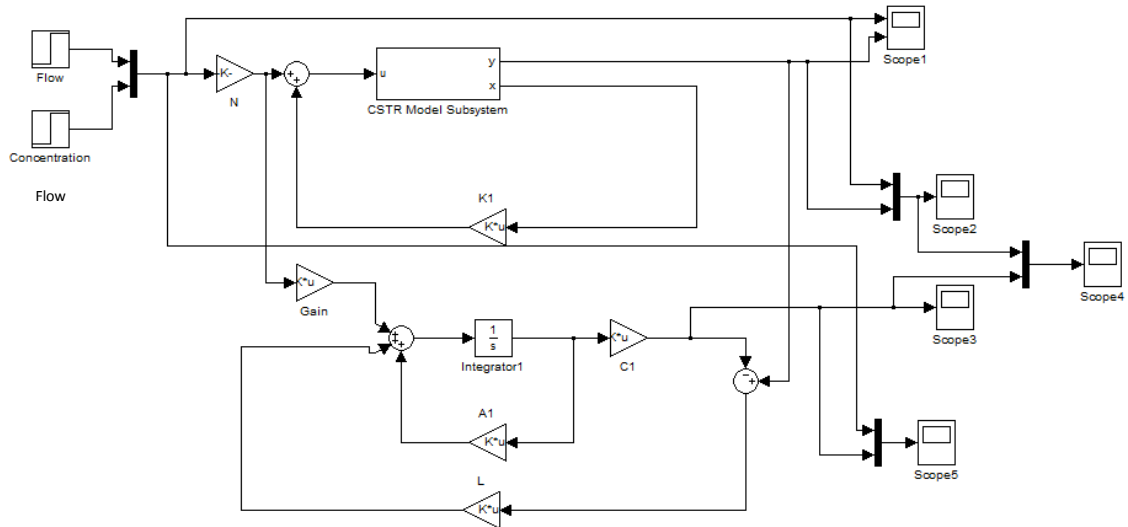 Flow
Concentration
Flow
K-
N
+
+
u
y
x
CSTR Model Subsystem
Scope1
K1
K*u
Scope2
Scope4
K*u
Gain
+
+
+
1
s
Integrator1
K*u
C1
Scope3
−
+
A1
K*u
L
K*u
Scope5